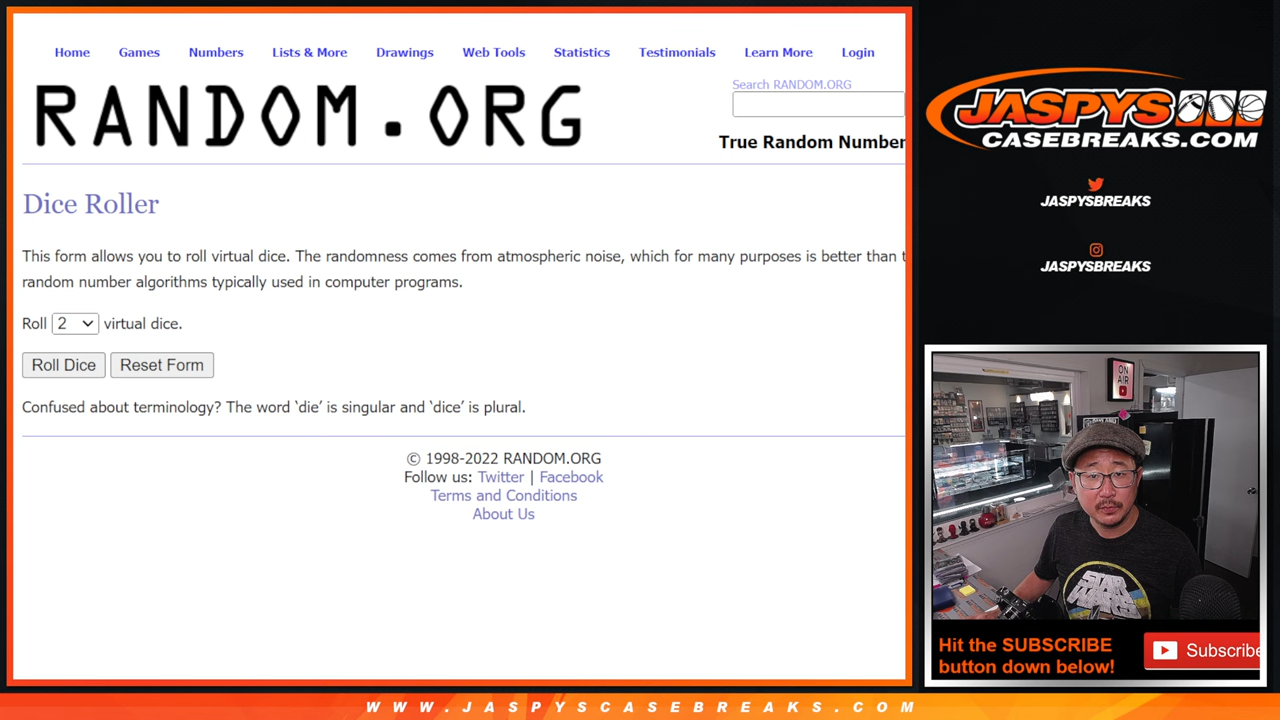 Home Games Numbers Lists & More Drawings Web Tools Statistics Testimonials Learn More Login
RANDOM.ORG
Search RANDOM.ORG
True Random Number
Dice Roller
This form allows you to roll virtual dice. The randomness comes from atmospheric noise, which for many purposes is better than t
random number algorithms typically used in computer programs.
Roll 2 virtual dice.
Roll Dice Reset Form
Confused about terminology? The word ‘die’ is singular and ‘dice’ is plural.
© 1998-2022 RANDOM.ORG
Follow us: Twitter | Facebook
Terms and Conditions
About Us
JASPYS
CASEBREAKS.COM
JASPYSBREAKS
JASPYSBREAKS
ON
AIR
STAR
WARS
Hit the SUBSCRIBE
button down below!
Subscribe
WWW.JASPYSCASEBREAKS.COM